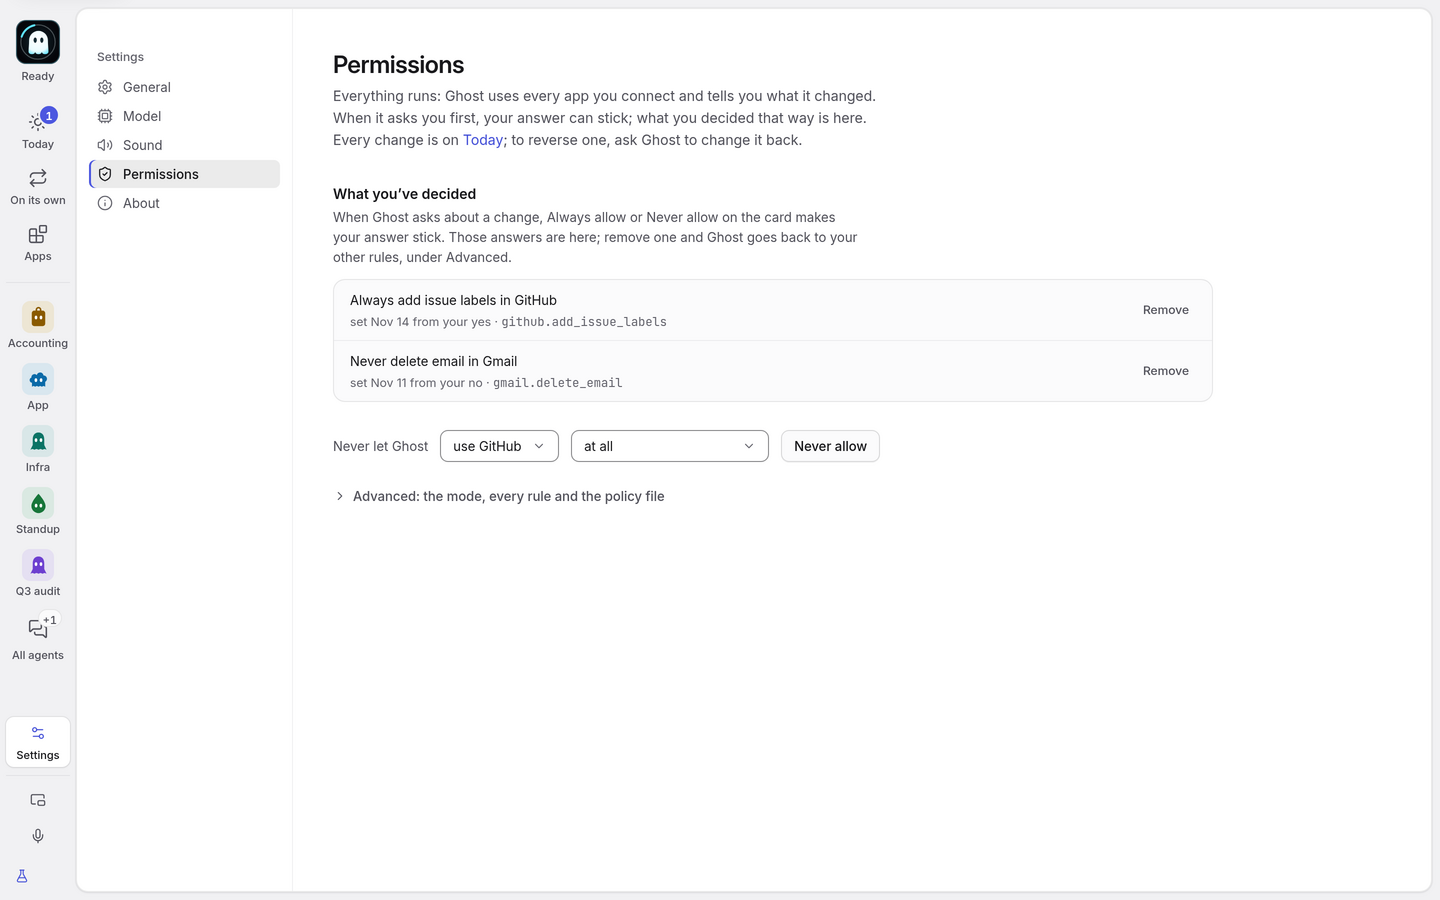 Ready
1
Today
On its own
Apps
Accounting
App
Infra
Standup
Q3 audit
+1
All agents
Settings
Settings
General
Model
Sound
Permissions
About
Permissions
Everything runs: Ghost uses every app you connect and tells you what it changed.
When it asks you first, your answer can stick; what you decided that way is here.
Every change is on Today; to reverse one, ask Ghost to change it back.
What you’ve decided
When Ghost asks about a change, Always allow or Never allow on the card makes
your answer stick. Those answers are here; remove one and Ghost goes back to your
other rules, under Advanced.
Always add issue labels in GitHub
set Nov 14 from your yes · github.add_issue_labels
Remove
Never delete email in Gmail
set Nov 11 from your no · gmail.delete_email
Remove
Never let Ghost use GitHub at all Never allow
Advanced: the mode, every rule and the policy file